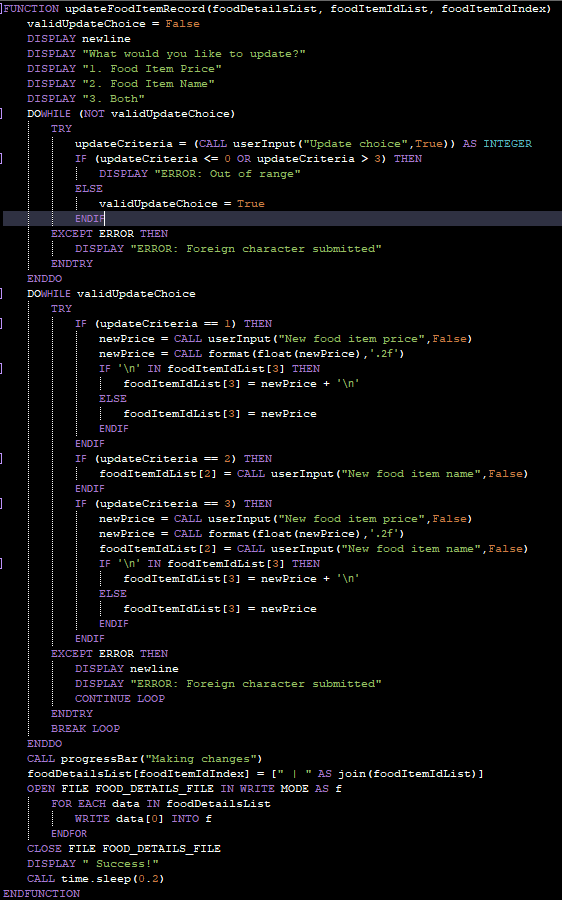 FUNCTION updateFoodItemRecord(foodDetailsList, foodItemIdList, foodItemIdIndex)
validUpdateChoice = False
DISPLAY newline
DISPLAY "What would you like to update?"
DISPLAY "1. Food Item Price"
DISPLAY "2. Food Item Name"
DISPLAY "3. Both"
DOWHILE (NOT validUpdateChoice)
TRY
updateCriteria = (CALL userInput("Update choice",True)) AS INTEGER
IF (updateCriteria <= 0 OR updateCriteria > 3) THEN
DISPLAY "ERROR: Out of range"
ELSE
validUpdateChoice = True
ENDIF
EXCEPT ERROR THEN
DISPLAY "ERROR: Foreign character submitted"
ENDTRY
ENDDO
DOWHILE validUpdateChoice
TRY
IF (updateCriteria == 1) THEN
newPrice = CALL userInput("New food item price",False)
newPrice = CALL format(float(newPrice),'.2f')
IF '\n' IN foodItemIdList[3] THEN
foodItemIdList[3] = newPrice + '\n'
ELSE
foodItemIdList[3] = newPrice
ENDIF
ENDIF
IF (updateCriteria == 2) THEN
foodItemIdList[2] = CALL userInput("New food item name",False)
ENDIF
IF (updateCriteria == 3) THEN
newPrice = CALL userInput("New food item price",False)
newPrice = CALL format(float(newPrice),'.2f')
foodItemIdList[2] = CALL userInput("New food item name",False)
IF '\n' IN foodItemIdList[3] THEN
foodItemIdList[3] = newPrice + '\n'
ELSE
foodItemIdList[3] = newPrice
ENDIF
ENDIF
EXCEPT ERROR THEN
DISPLAY newline
DISPLAY "ERROR: Foreign character submitted"
CONTINUE LOOP
ENDTRY
BREAK LOOP
ENDDO
CALL progressBar("Making changes")
foodDetailsList[foodItemIdIndex] = [" | " AS join(foodItemIdList)]
OPEN FILE FOOD_DETAILS_FILE IN WRITE MODE AS f
FOR EACH data IN foodDetailsList
WRITE data[0] INTO f
ENDFOR
CLOSE FILE FOOD_DETAILS_FILE
DISPLAY " Success!"
CALL time.sleep(0.2)
ENDFUNCTION